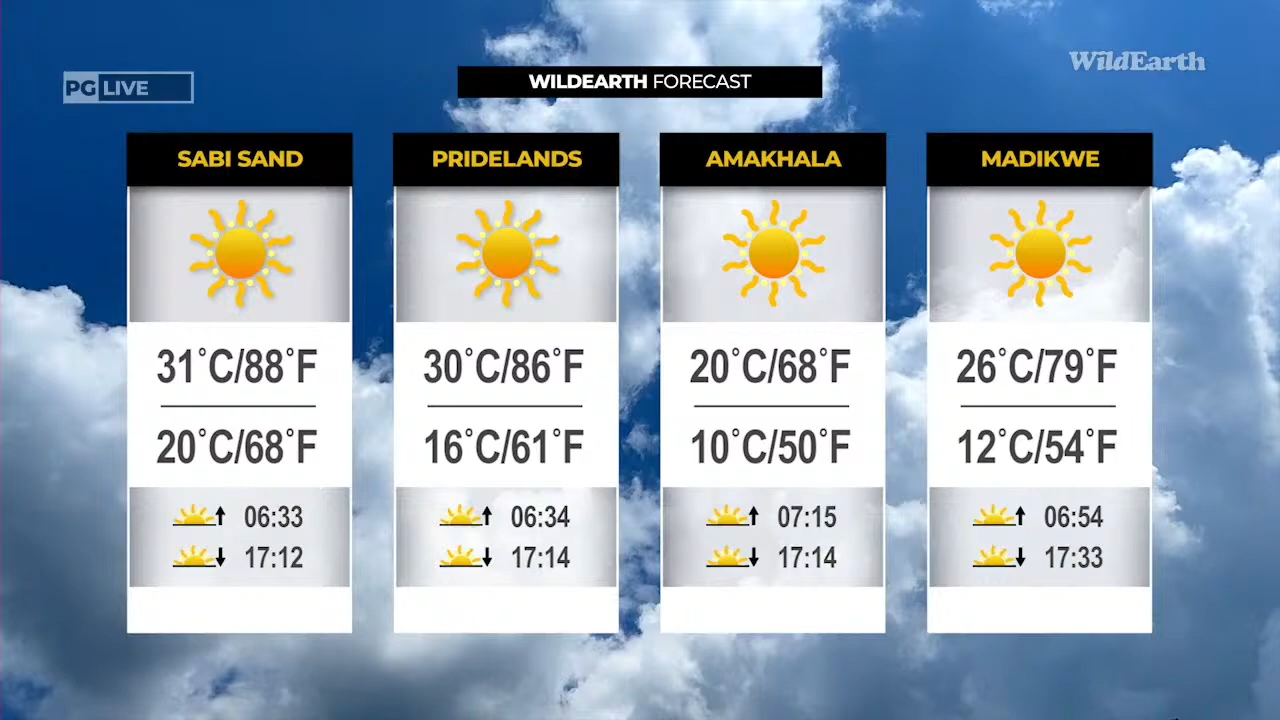 WILDEARTH FORECAST
WildEarth
PG LIVE
SABI SAND
31°C/88°F
20°C/68°F
06:33
17:12
PRIDELANDS
30°C/86°F
16°C/61°F
06:34
17:14
AMAKHALA
20°C/68°F
10°C/50°F
07:15
17:14
MADIKWE
26°C/79°F
12°C/54°F
06:54
17:33